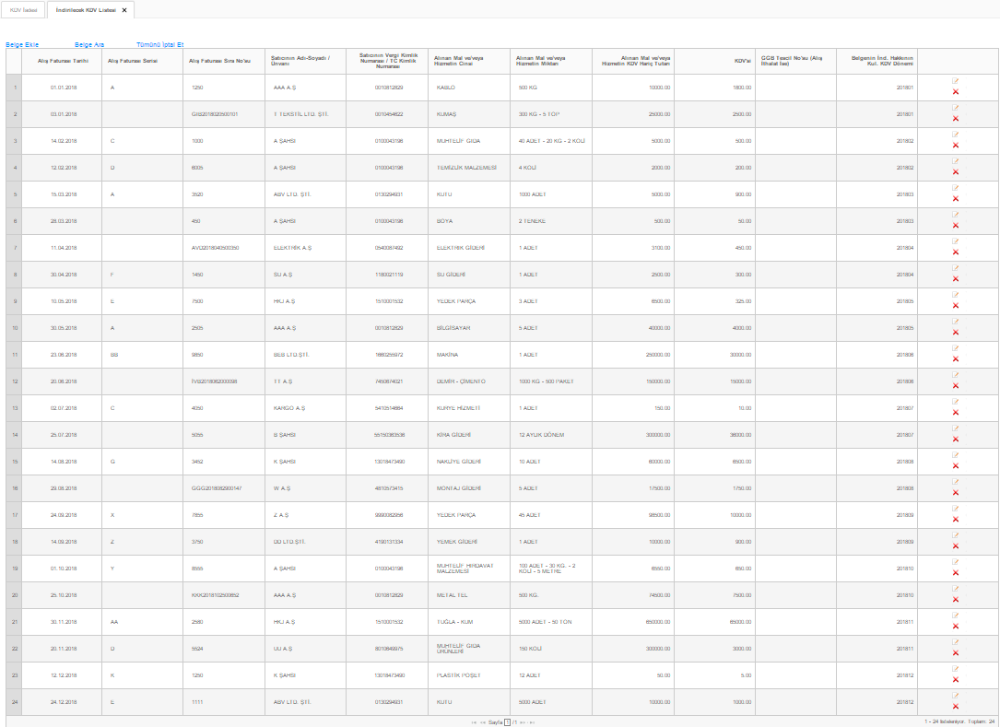 KDV İadesi İndirilecek KDV Listesi ✕
Belge Ekle Belge Ara Tümünü İptal Et
Alış Faturası Tarihi Alış Faturası Serisi Alış Faturası Sıra No'su Satıcının Adı-Soyadı / Ünvanı Satıcının Vergi Kimlik Numarası / TC Kimlik Numarası Alınan Mal ve/veya Hizmetin Cinsi Alınan Mal ve/veya Hizmetin Miktarı Alınan Mal ve/veya Hizmetin KDV Hariç Tutarı KDV'si GGB Tescil No'su (Alış İthalat İse) Belgenin İnd. Hakkının Kul. KDV Dönemi
1 01.01.2018 A 1250 AAA A.Ş 0010812829 KABLO 500 KG 10000.00 1800.00 201801
2 03.01.2018 GIB2018020500101 T TEKSTİL LTD. ŞTİ. 0010454822 KUMAŞ 300 KG - 5 TOP 25000.00 2500.00 201801
3 14.02.2018 C 1000 A ŞAHSI 0100043198 MUHTELİF GIDA 40 ADET - 20 KG - 2 KOLİ 5000.00 500.00 201802
4 12.02.2018 D 6005 A ŞAHSI 0100043198 TEMİZLİK MALZEMESİ 4 KOLİ 2000.00 200.00 201802
5 15.03.2018 A 3520 ABV LTD. ŞTİ. 0130294931 KUTU 1000 ADET 5000.00 900.00 201803
6 28.03.2018 450 A ŞAHSI 0100043198 BOYA 2 TENEKE 500.00 50.00 201803
7 11.04.2018 AVD2018040500350 ELEKTRİK A.Ş 0540087492 ELEKTRİK GİDERİ 1 ADET 3100.00 450.00 201804
8 30.04.2018 F 1450 SU A.Ş 1180021119 SU GİDERİ 1 ADET 2500.00 300.00 201804
9 10.05.2018 E 7500 HKJ A.Ş 1510001532 YEDEK PARÇA 3 ADET 6500.00 325.00 201805
10 30.05.2018 A 2505 AAA A.Ş 0010812829 BİLGİSAYAR 5 ADET 40000.00 4000.00 201805
11 23.06.2018 BB 9850 BEB LTD.ŞTİ. 1660255972 MAKİNA 1 ADET 250000.00 30000.00 201806
12 20.06.2018 IVB2018062000098 TT A.Ş 7450874021 DEMİR - ÇİMENTO 1000 KG - 500 PAKET 150000.00 15000.00 201806
13 02.07.2018 C 4050 KARGO A.Ş 5410514664 KURYE HİZMETİ 1 ADET 150.00 10.00 201807
14 25.07.2018 5055 B ŞAHSI 55150363536 KİRA GİDERİ 12 AYLIK DÖNEM 300000.00 36000.00 201807
15 14.08.2018 G 3452 K ŞAHSI 13018473490 NAKLİYE GİDERİ 10 ADET 60000.00 6500.00 201808
16 29.08.2018 GGG2018082900147 W A.Ş 4810573415 MONTAJ GİDERİ 5 ADET 17500.00 1750.00 201808
17 24.09.2018 X 7855 Z A.Ş 9990082956 YEDEK PARÇA 45 ADET 98500.00 10000.00 201809
18 14.09.2018 Z 3750 DD LTD.ŞTİ. 4190131334 YEMEK GİDERİ 1 ADET 10000.00 900.00 201809
19 01.10.2018 Y 8555 A ŞAHSI 0100043198 MUHTELİF HIRDAVAT MALZEMESİ 100 ADET - 30 KG. - 2 KOLİ - 5 METRE 6550.00 650.00 201810
20 25.10.2018 KKK2018102500652 AAA A.Ş 0010812829 METAL TEL 500 KG. 74500.00 7500.00 201810
21 30.11.2018 AA 2580 HKJ A.Ş 1510001532 TUĞLA - KUM 5000 ADET - 50 TON 650000.00 65000.00 201811
22 20.11.2018 D 5524 UU A.Ş 8010849975 MUHTELİF GIDA ÜRÜNLERİ 150 KOLİ 300000.00 3000.00 201811
23 12.12.2018 K 1250 K ŞAHSI 13018473490 PLASTİK POŞET 12 ADET 50.00 5.00 201812
24 24.12.2018 E 1111 ABV LTD. ŞTİ. 0130294931 KUTU 5000 ADET 10000.00 1000.00 201812
Sayfa 1 /1 1 - 24 listeleniyor. Toplam: 24